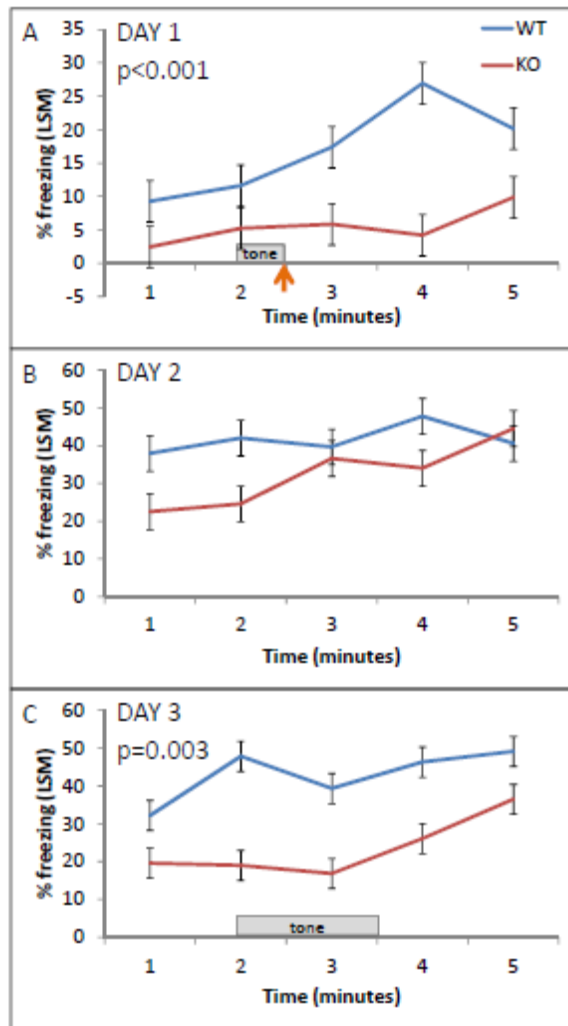 A DAY 1
p<0.001
WT
KO
% freezing (LSM)
35
30
25
20
15
10
5
0
-5
tone
1 2 3 4 5
Time (minutes)
B DAY 2
% freezing (LSM)
60
50
40
30
20
10
0
1 2 3 4 5
Time (minutes)
C DAY 3
p=0.003
% freezing (LSM)
60
50
40
30
20
10
0
tone
1 2 3 4 5
Time (minutes)